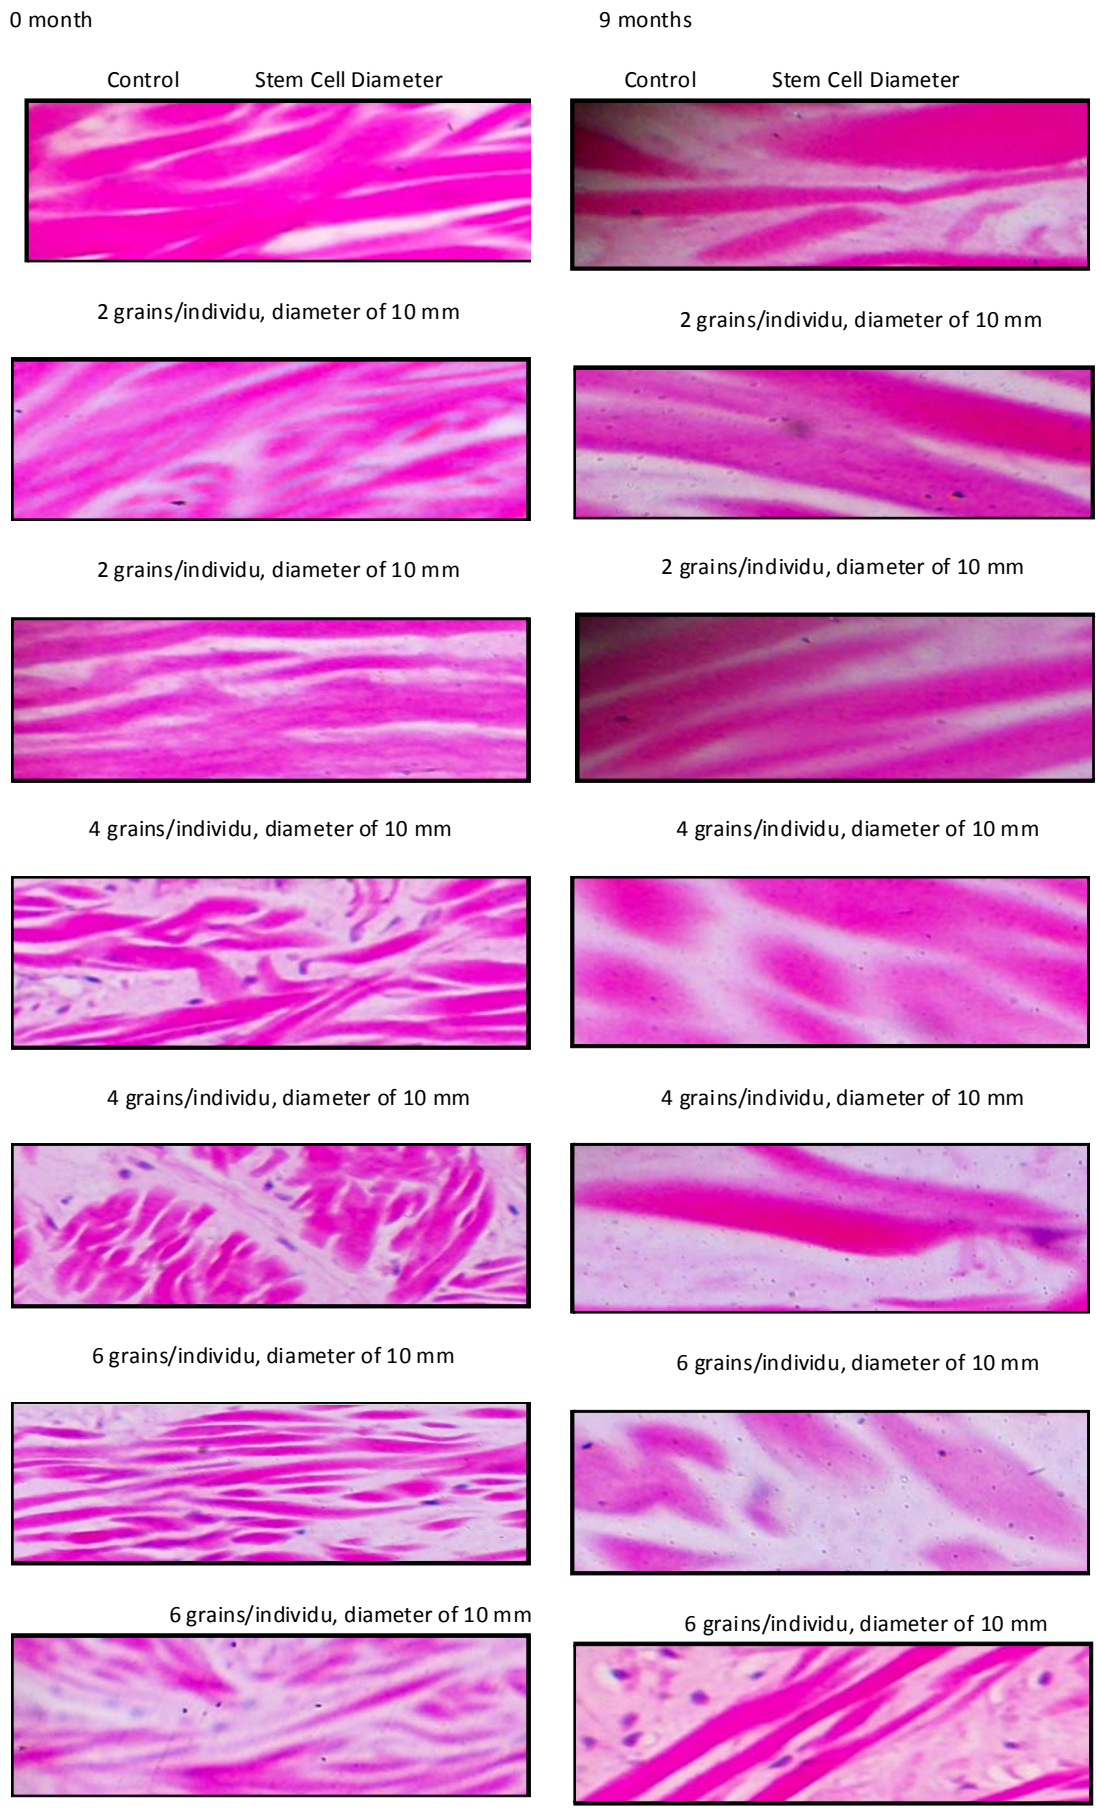 0 month
9 months
Control Stem Cell Diameter
Control Stem Cell Diameter
2 grains/individu, diameter of 10 mm
2 grains/individu, diameter of 10 mm
2 grains/individu, diameter of 10 mm
2 grains/individu, diameter of 10 mm
4 grains/individu, diameter of 10 mm
4 grains/individu, diameter of 10 mm
4 grains/individu, diameter of 10 mm
4 grains/individu, diameter of 10 mm
6 grains/individu, diameter of 10 mm
6 grains/individu, diameter of 10 mm
6 grains/individu, diameter of 10 mm
6 grains/individu, diameter of 10 mm